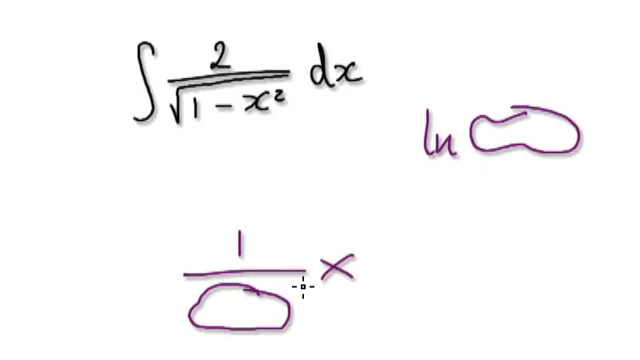 ∫ 2/√(1 - x²) dx
ln
1/ ×